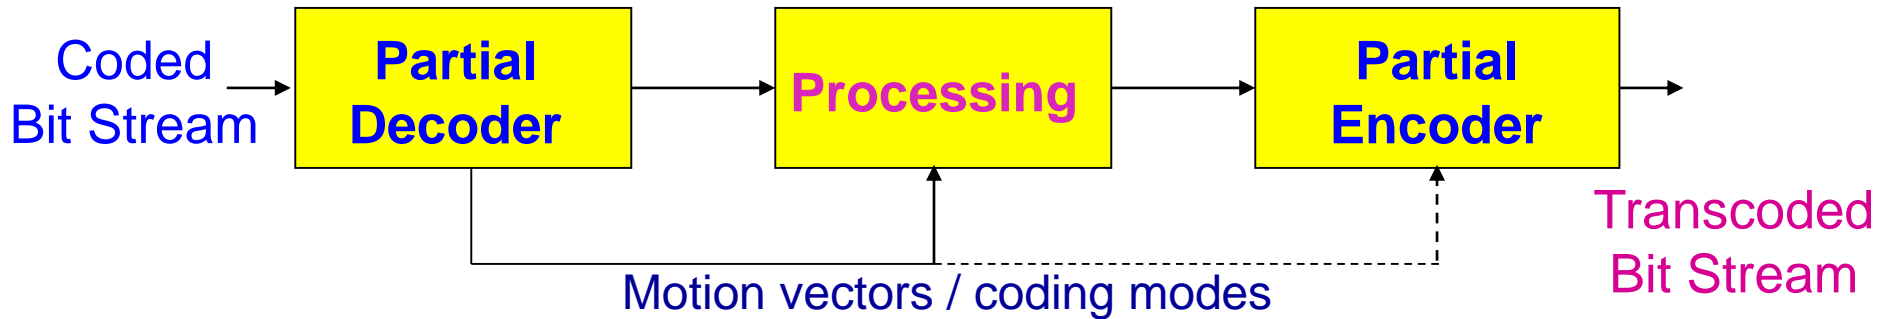 Coded
Bit Stream
Partial
Decoder
Processing
Partial
Encoder
Transcoded
Bit Stream
Motion vectors / coding modes